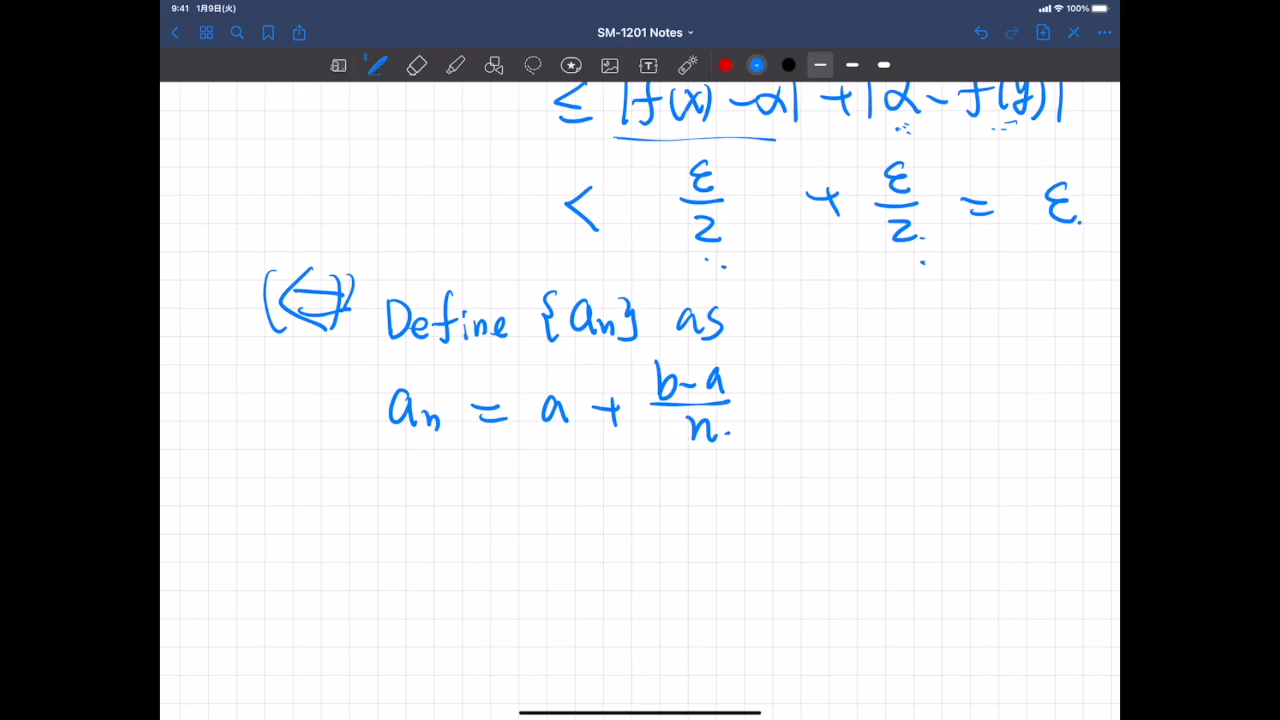 9:41 1月9日(火) 100%
SM-1201 Notes
≤ |f(x) - α| + |α - f(y)|
< ε/2 + ε/2 = ε.
(⇐) Define {an} as
an = a + b-a/n.